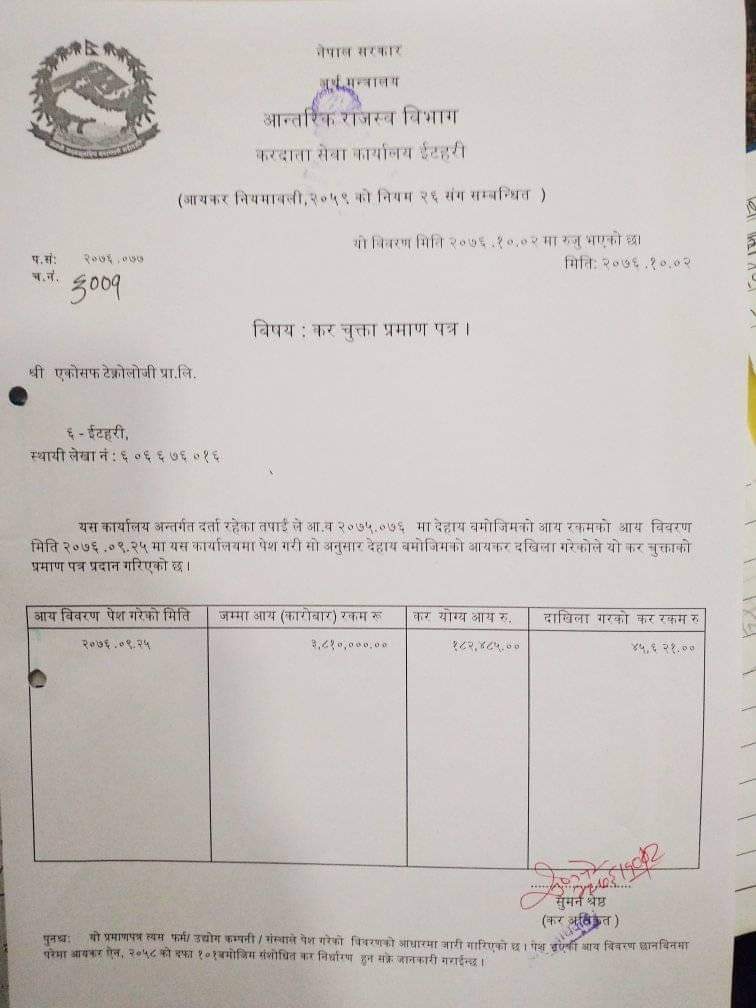 नेपाल सरकार
अर्थ मन्त्रालय
आन्तरिक राजस्व विभाग
करदाता सेवा कार्यालय ईटहरी
(आयकर नियमावली,२०५९ को नियम २६ संग सम्बन्धित )
यो विवरण मिति २०७६.१०.०२ मा रुजु भएको छ।
प.सं: २०७६.०७७
मिति: २०७६.१०.०२
च.नं. ३००१
विषय : कर चुक्ता प्रमाण पत्र ।
श्री एकोसफ टेक्नोलोजी प्रा.लि.
६ - ईटहरी,
स्थायी लेखा नं : ६०६६७६०१६
यस कार्यालय अन्तर्गत दर्ता रहेका तपाईं ले आ.व २०७५.०७६ मा देहाय बमोजिमको आय रकमको आय विवरण
मिति २०७६.०९.२५ मा यस कार्यालयमा पेश गरी सो अनुसार देहाय बमोजिमको आयकर दखिला गरेकोले यो कर चुक्ताको
प्रमाण पत्र प्रदान गरिएको छ ।
आय विवरण पेश गरेको मिति जम्मा आय (कारोबार) रकम रू कर योग्य आय रु. दाखिला गरको कर रकम रु
२०७६.०९.२५ ३,८१०,०००.०० १८२,४८५.०० ४५,६२१.००
सुमन श्रेष्ठ
(कर अधिकृत )
पुनश्च: यो प्रमाणपत्र त्यस फर्म/ उद्योग कम्पनी / संस्थाले पेश गरेको विवरणको आधारमा जारी गारिएको छ । पेश भएको आय विवरण छानबिनमा
परेमा आयकर ऐन, २०५८ को दफा १०१बमोजिम संशोधित कर निर्धारण हुन सक्ने जानकारी गराईन्छ ।